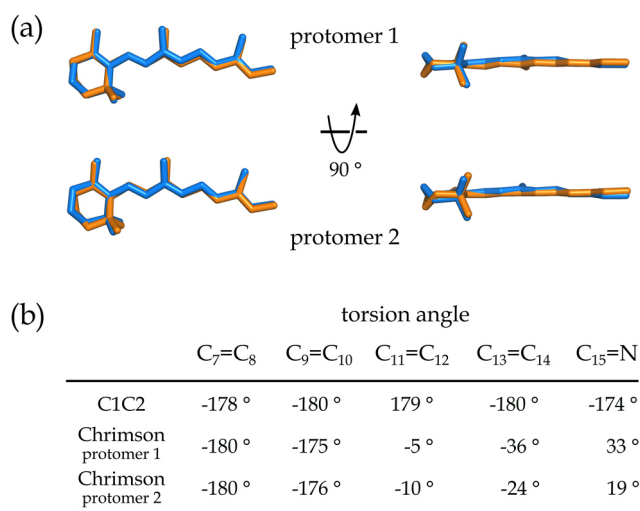 (a)
protomer 1
90 °
protomer 2
(b)
torsion angle
C₇=C₈ C₉=C₁₀ C₁₁=C₁₂ C₁₃=C₁₄ C₁₅=N
C1C2 -178 ° -180 ° 179 ° -180 ° -174 °
Chrimson
protomer 1 -180 ° -175 ° -5 ° -36 ° 33 °
Chrimson
protomer 2 -180 ° -176 ° -10 ° -24 ° 19 °